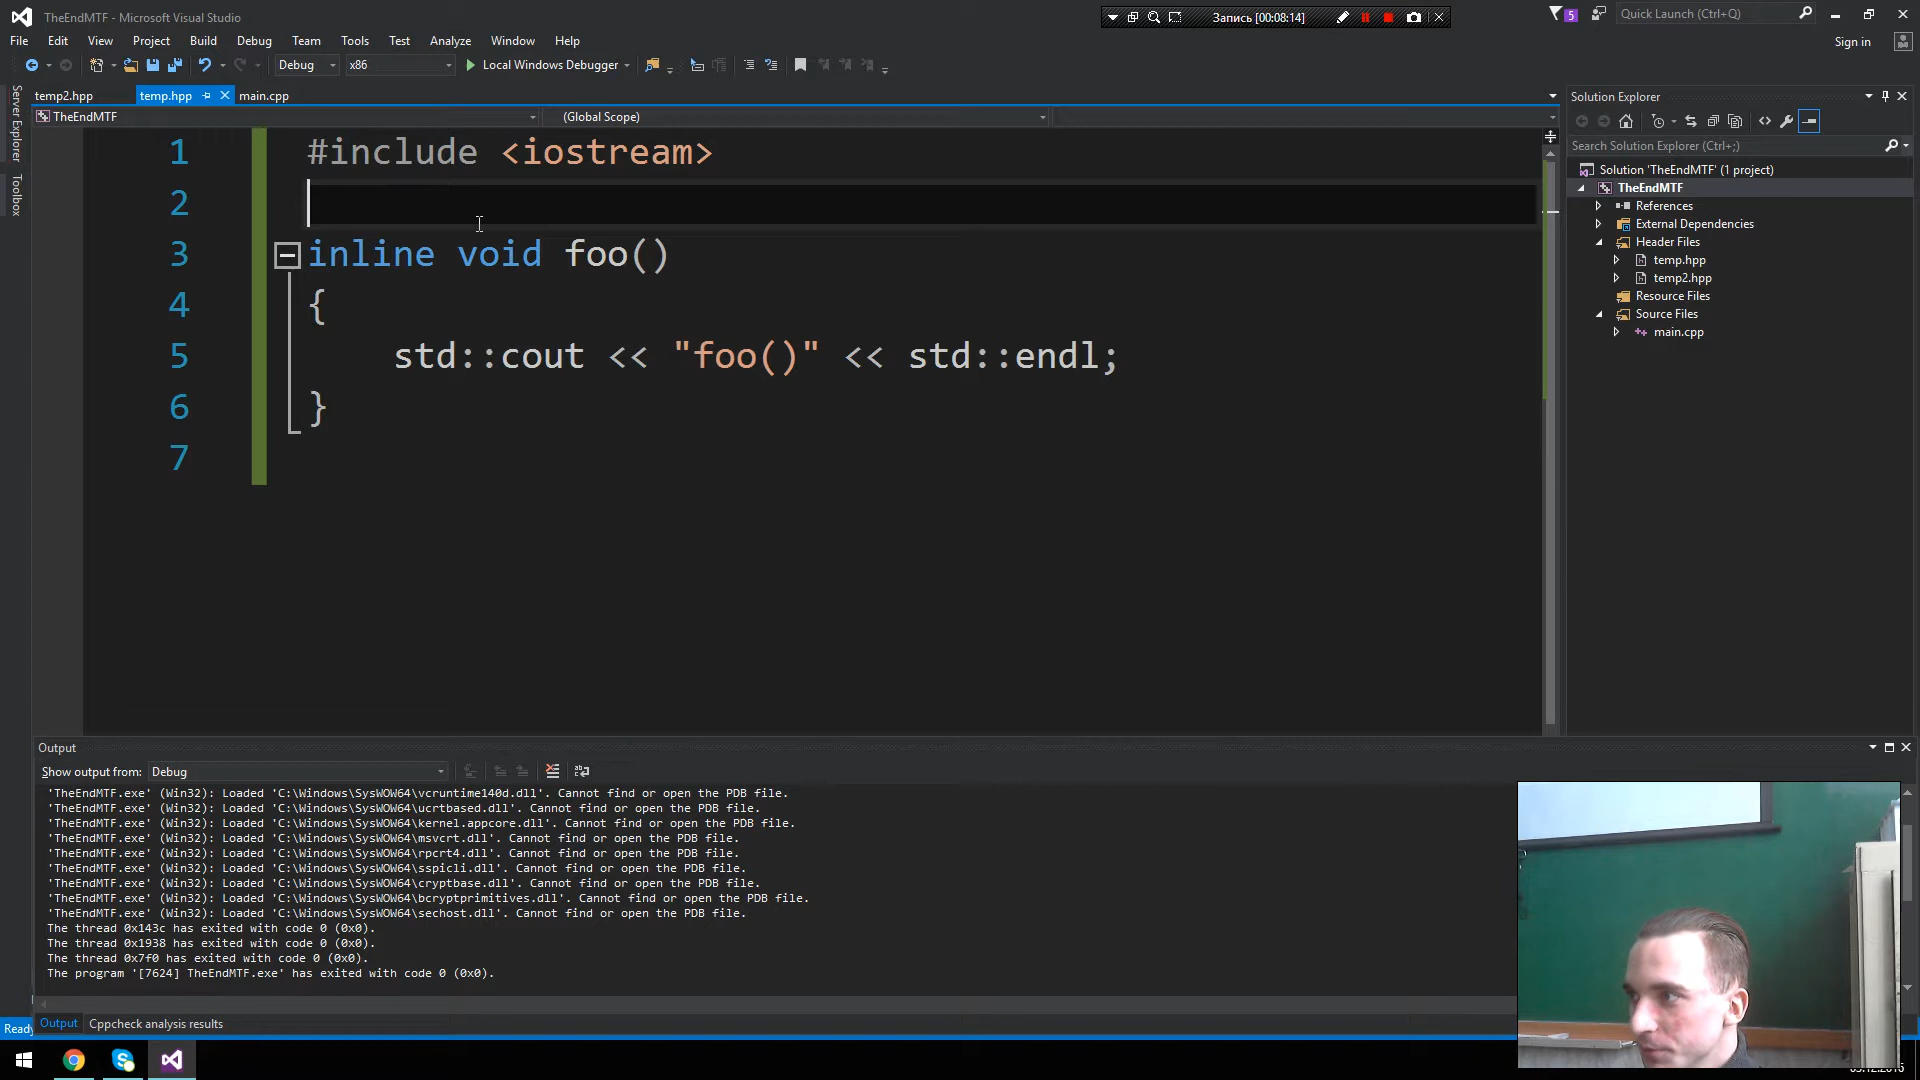 TheEndMTF - Microsoft Visual Studio
Запись [00:08:14]
5
Quick Launch (Ctrl+Q)
File Edit View Project Build Debug Team Tools Test Analyze Window Help
Sign in
Debug x86 Local Windows Debugger
Server Explorer
Toolbox
temp2.hpp temp.hpp main.cpp
TheEndMTF (Global Scope)
1 #include <iostream>
2
3 inline void foo()
4 {
5 std::cout << "foo()" << std::endl;
6 }
7
Solution Explorer
Search Solution Explorer (Ctrl+;)
Solution 'TheEndMTF' (1 project)
TheEndMTF
References
External Dependencies
Header Files
temp.hpp
temp2.hpp
Resource Files
Source Files
main.cpp
Output
Show output from: Debug
'TheEndMTF.exe' (Win32): Loaded 'C:\Windows\SysWOW64\vcruntime140d.dll'. Cannot find or open the PDB file.
'TheEndMTF.exe' (Win32): Loaded 'C:\Windows\SysWOW64\ucrtbased.dll'. Cannot find or open the PDB file.
'TheEndMTF.exe' (Win32): Loaded 'C:\Windows\SysWOW64\kernel.appcore.dll'. Cannot find or open the PDB file.
'TheEndMTF.exe' (Win32): Loaded 'C:\Windows\SysWOW64\msvcrt.dll'. Cannot find or open the PDB file.
'TheEndMTF.exe' (Win32): Loaded 'C:\Windows\SysWOW64\rpcrt4.dll'. Cannot find or open the PDB file.
'TheEndMTF.exe' (Win32): Loaded 'C:\Windows\SysWOW64\sspicli.dll'. Cannot find or open the PDB file.
'TheEndMTF.exe' (Win32): Loaded 'C:\Windows\SysWOW64\cryptbase.dll'. Cannot find or open the PDB file.
'TheEndMTF.exe' (Win32): Loaded 'C:\Windows\SysWOW64\bcryptprimitives.dll'. Cannot find or open the PDB file.
'TheEndMTF.exe' (Win32): Loaded 'C:\Windows\SysWOW64\sechost.dll'. Cannot find or open the PDB file.
The thread 0x143c has exited with code 0 (0x0).
The thread 0x1938 has exited with code 0 (0x0).
The thread 0x7f0 has exited with code 0 (0x0).
The program '[7624] TheEndMTF.exe' has exited with code 0 (0x0).
Output Cppcheck analysis results
Ready